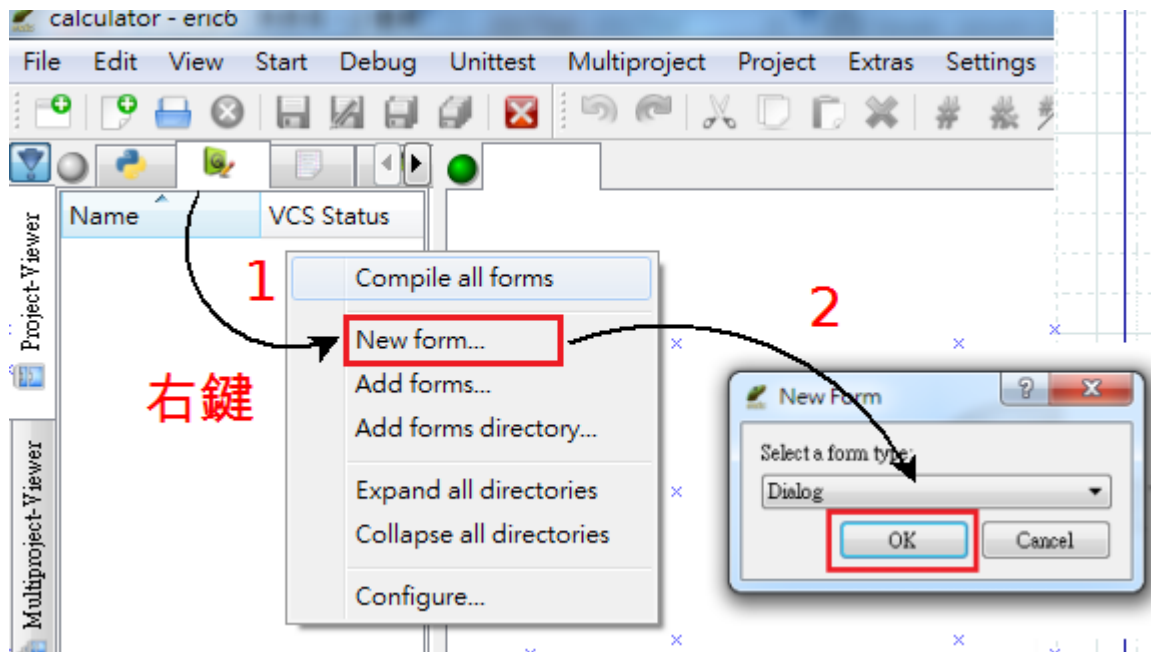 calculator - eric6
File Edit View Start Debug Unittest Multiproject Project Extras Settings
Name VCS Status
Project-Viewer
Multiproject-Viewer
1
右鍵
Compile all forms
New form...
Add forms...
Add forms directory...
Expand all directories
Collapse all directories
Configure...
2
New Form
Select a form type:
Dialog
OK Cancel